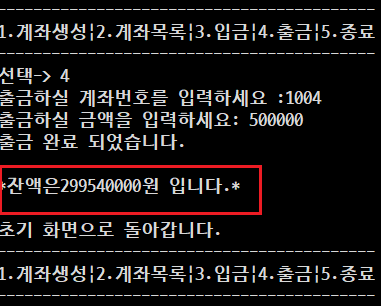 ----------------------------------------
1.계좌생성¦2.계좌목록¦3.입금¦4.출금¦5.종료
----------------------------------------
선택-> 4
출금하실 계좌번호를 입력하세요 :1004
출금하실 금액을 입력하세요: 500000
출금 완료 되었습니다.
*잔액은299540000원 입니다.*
초기 화면으로 돌아갑니다.
----------------------------------------
1.계좌생성¦2.계좌목록¦3.입금¦4.출금¦5.종료
----------------------------------------